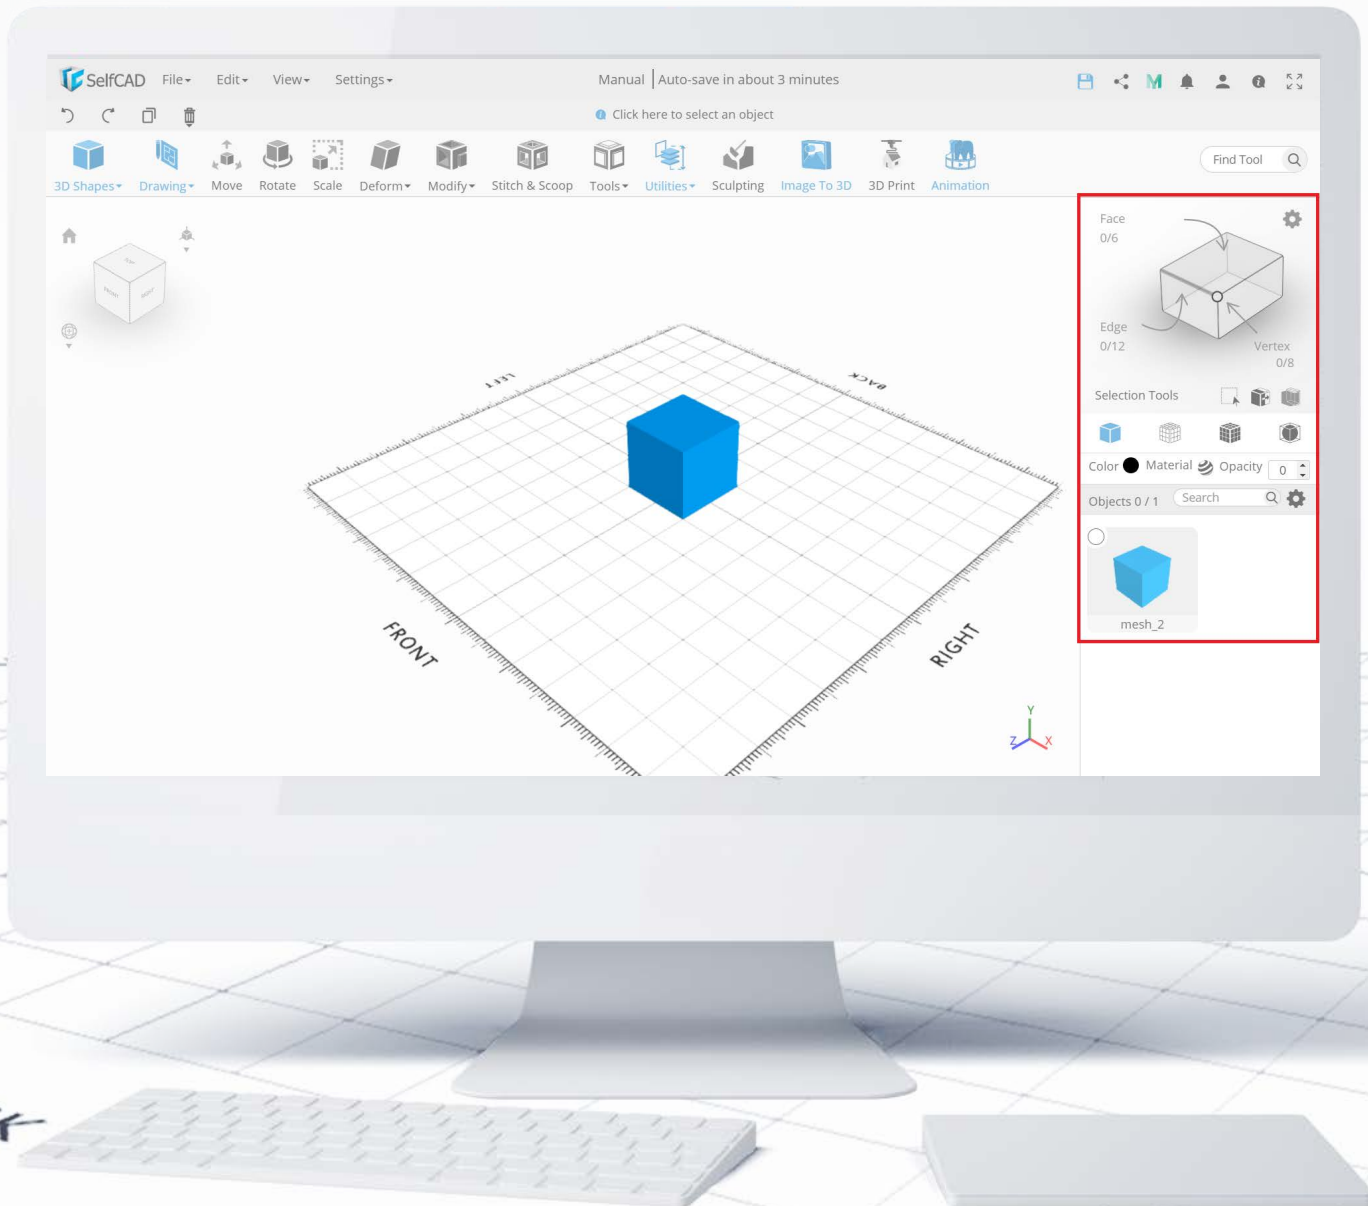 SelfCAD File Edit View Settings Manual Auto-save in about 3 minutes
Click here to select an object
3D Shapes Drawing Move Rotate Scale Deform Modify Stitch & Scoop Tools Utilities Sculpting Image To 3D 3D Print Animation Find Tool
TOP
FRONT RIGHT
LEFT BACK
FRONT RIGHT
Y
Z X
Face
0/6
Edge
0/12
Vertex
0/8
Selection Tools
Color Material Opacity 0
Objects 0 / 1 Search
mesh_2